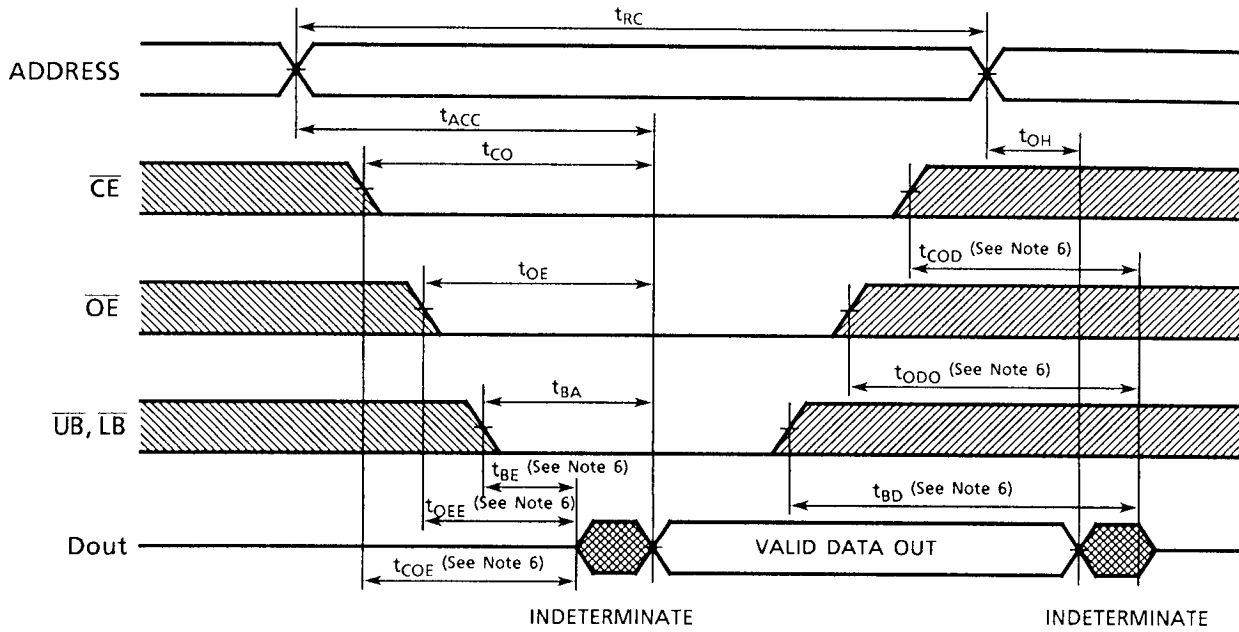 tRC
ADDRESS
tACC
tCO
tOH
CE
tCOD (See Note 6)
tOE
OE
tODO (See Note 6)
tBA
UB, LB
tBE (See Note 6)
tBD (See Note 6)
tOEE (See Note 6)
Dout
VALID DATA OUT
tCOE (See Note 6)
INDETERMINATE
INDETERMINATE